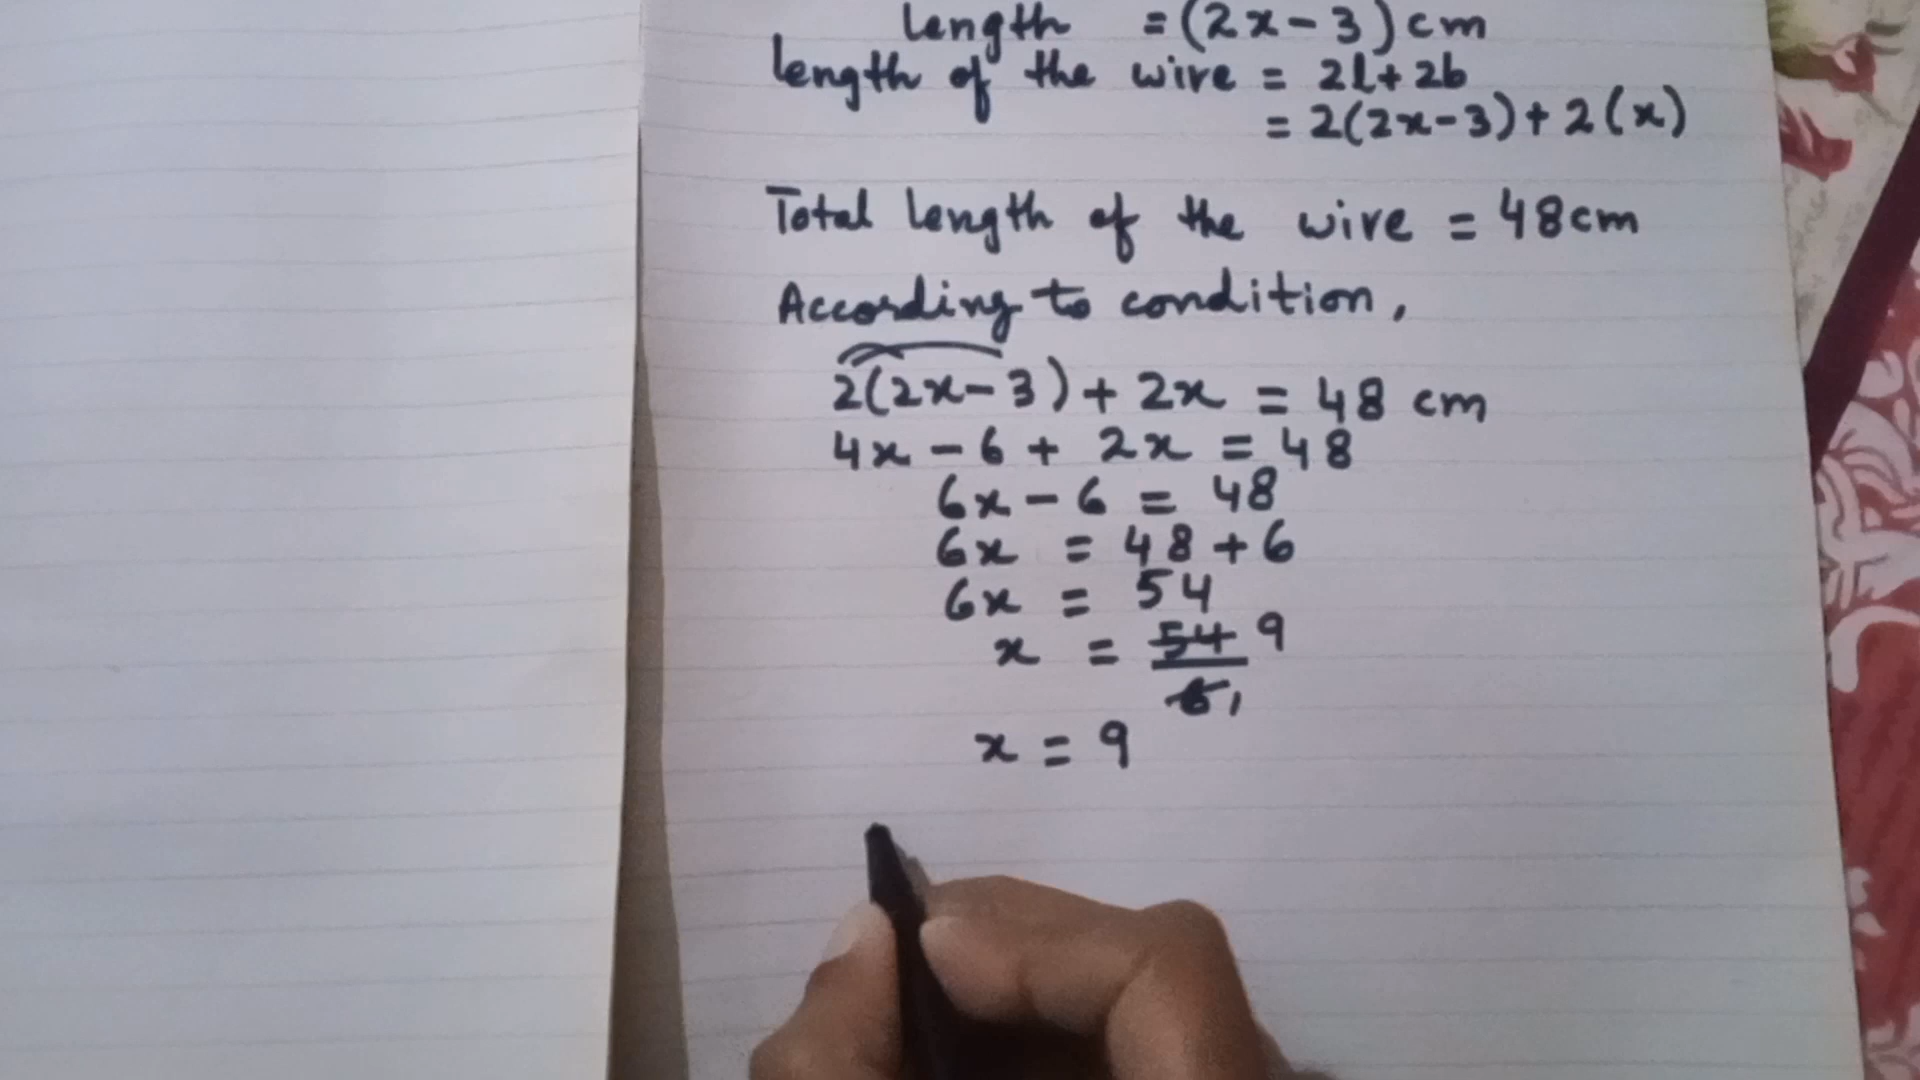 length = (2x-3) cm
length of the wire = 2l + 2b
= 2(2x-3) + 2(x)
Total length of the wire = 48cm
According to condition,
2(2x-3) + 2x = 48 cm
4x - 6 + 2x = 48
6x - 6 = 48
6x = 48 + 6
6x = 54
x = 54 9
6 1
x = 9